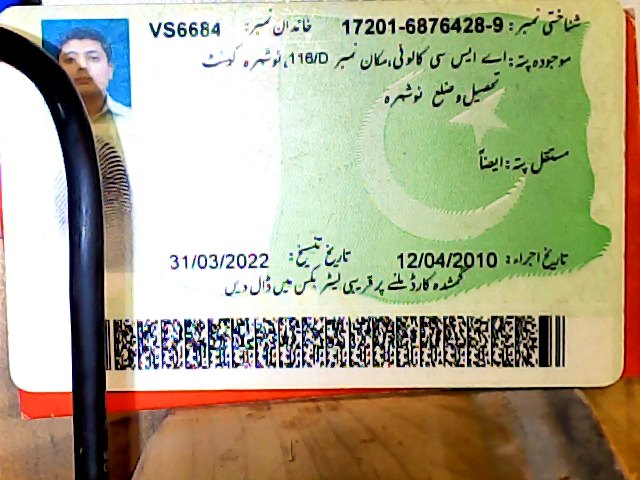 شناختی نمبر: 17201-6876428-9 خاندان نمبر: VS6684
موجودہ پتہ: اے ایس سی کالونی، مکان نمبر 116/D، نوشہرہ کینٹ
تحصیل و ضلع نوشہرہ
مستقل پتہ: ایضاً
تاریخ اجراء: 12/04/2010 تاریخ تنسیخ: 31/03/2022
گمشدہ کارڈ ملنے پر قریبی لیٹر بکس میں ڈال دیں